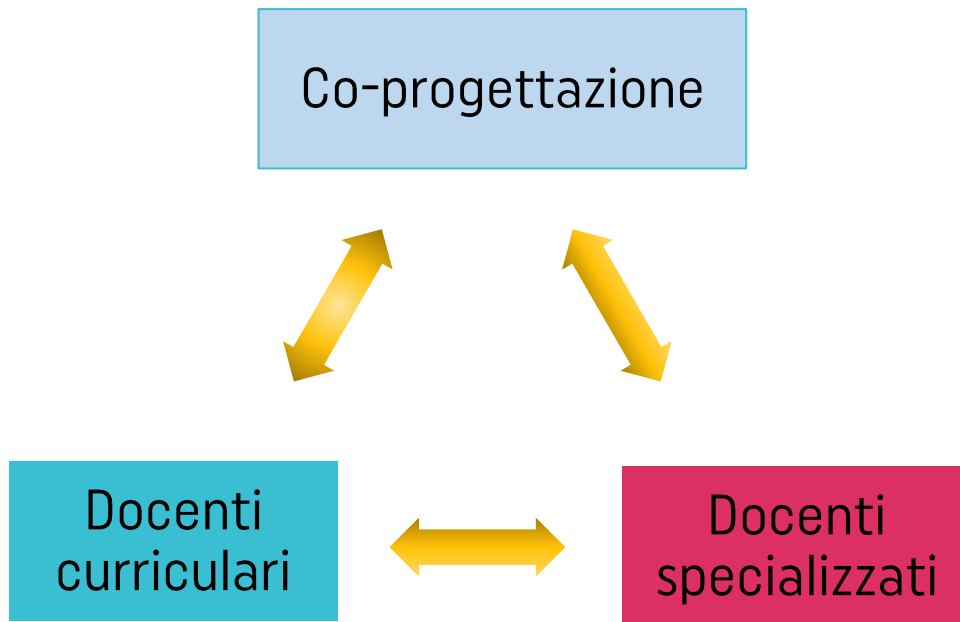 Co-progettazione
Docenti
curriculari
Docenti
specializzati